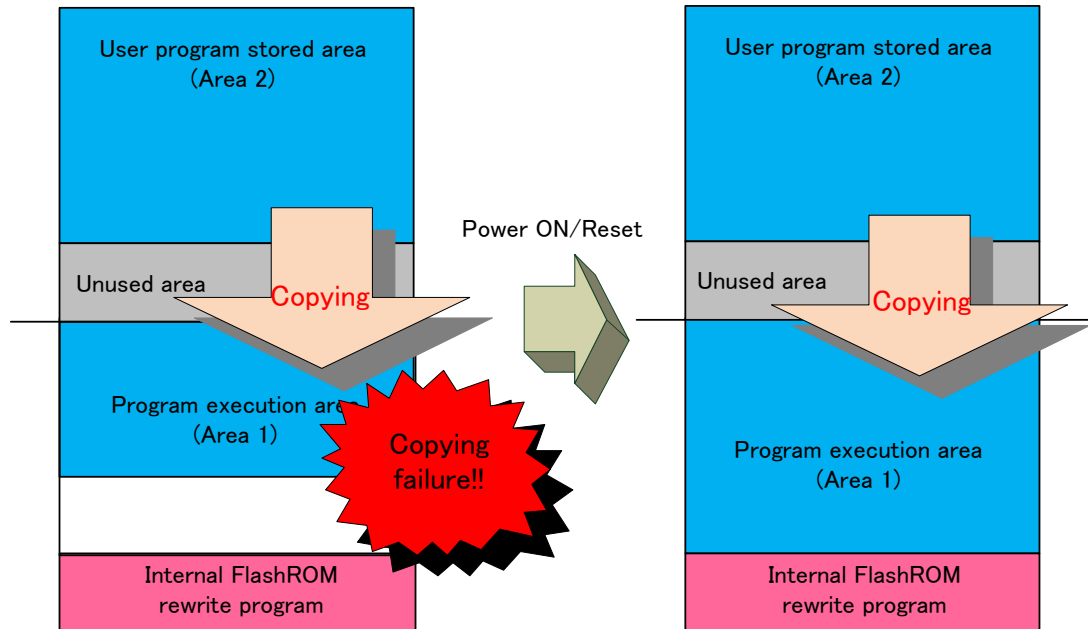 User program stored area
(Area 2)
Unused area
Copying
Program execution area
(Area 1)
Copying
failure!!
Internal FlashROM
rewrite program
Power ON/Reset
User program stored area
(Area 2)
Unused area
Copying
Program execution area
(Area 1)
Internal FlashROM
rewrite program